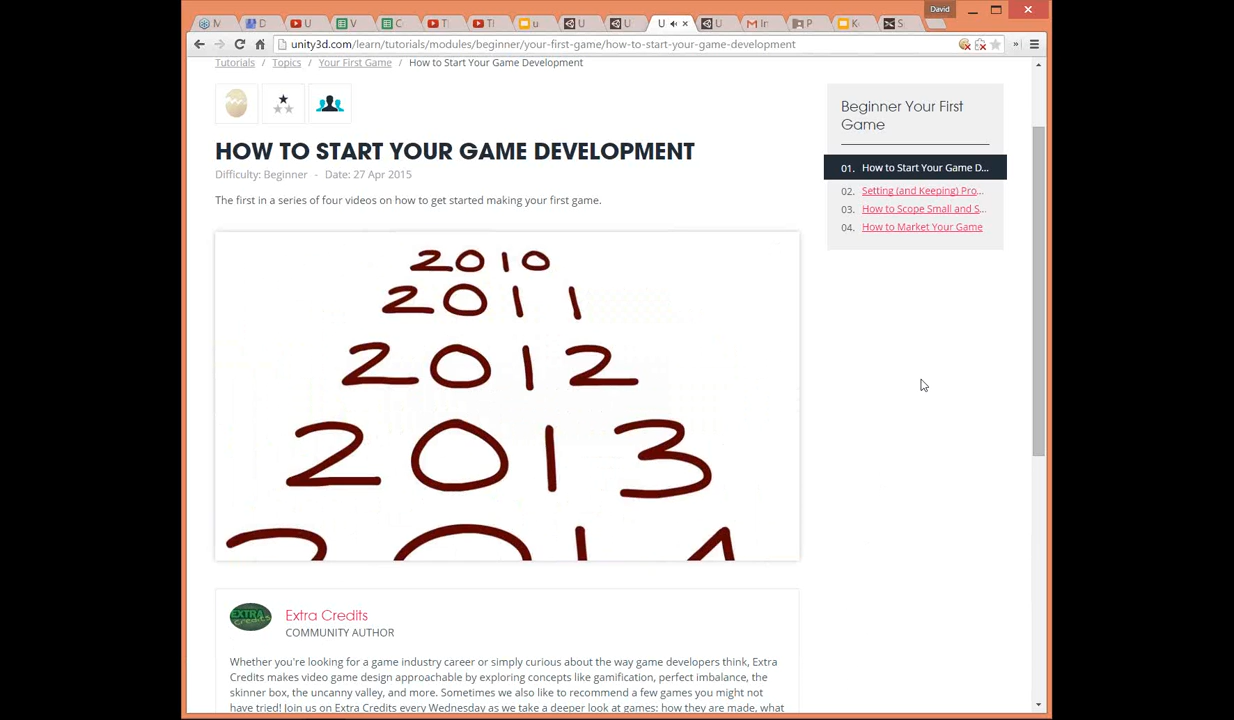 David
M
D
U
V
C
T
T
u
U
U
U
U
In
P
K
S
unity3d.com/learn/tutorials/modules/beginner/your-first-game/how-to-start-your-game-development
Tutorials / Topics / Your First Game / How to Start Your Game Development
HOW TO START YOUR GAME DEVELOPMENT
Difficulty: Beginner - Date: 27 Apr 2015
The first in a series of four videos on how to get started making your first game.
2010
2011
2012
2013
2014
Beginner Your First
Game
01. How to Start Your Game D...
02. Setting (and Keeping) Pro...
03. How to Scope Small and S...
04. How to Market Your Game
EXTRA credits
Extra Credits
COMMUNITY AUTHOR
Whether you're looking for a game industry career or simply curious about the way game developers think, Extra
Credits makes video game design approachable by exploring concepts like gamification, perfect imbalance, the
skinner box, the uncanny valley, and more. Sometimes we also like to recommend a few games you might not
have tried! Join us on Extra Credits every Wednesday as we take a deeper look at games: how they are made, what